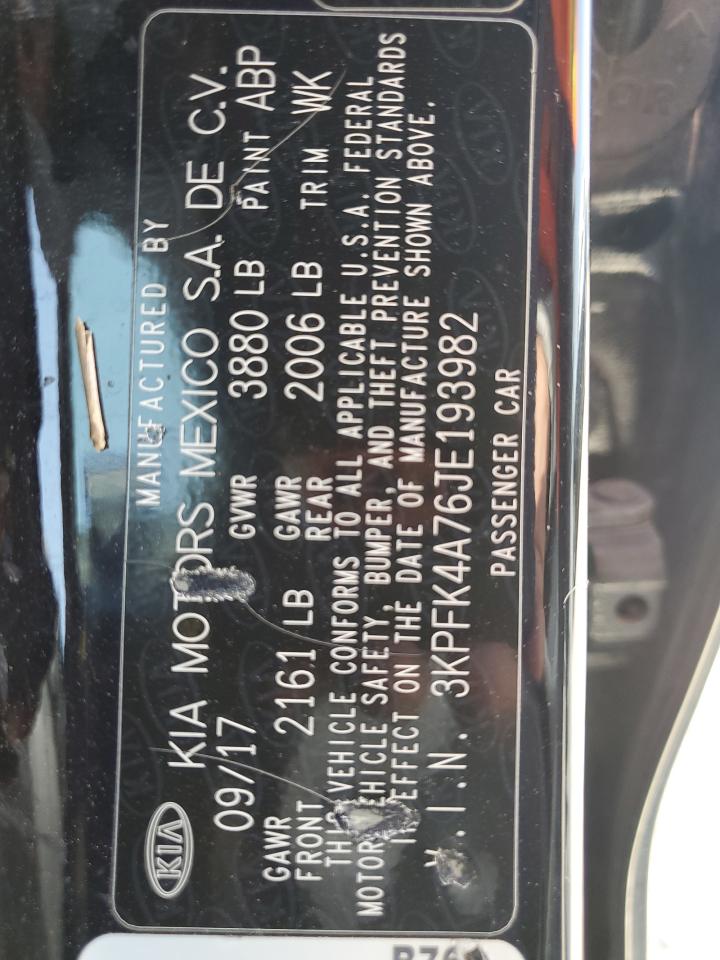 KIA
MANUFACTURED BY
KIA MOTORS MEXICO S.A. DE C.V.
09/17 GVWR 3880 LB PAINT ABP
GAWR FRONT 2161 LB GAWR REAR 2006 LB TRIM WK
THIS VEHICLE CONFORMS TO ALL APPLICABLE U.S.A. FEDERAL
MOTOR VEHICLE SAFETY, BUMPER, AND THEFT PREVENTION STANDARDS
IN EFFECT ON THE DATE OF MANUFACTURE SHOWN ABOVE.
V.I.N. 3KPFK4A76JE193982
PASSENGER CAR